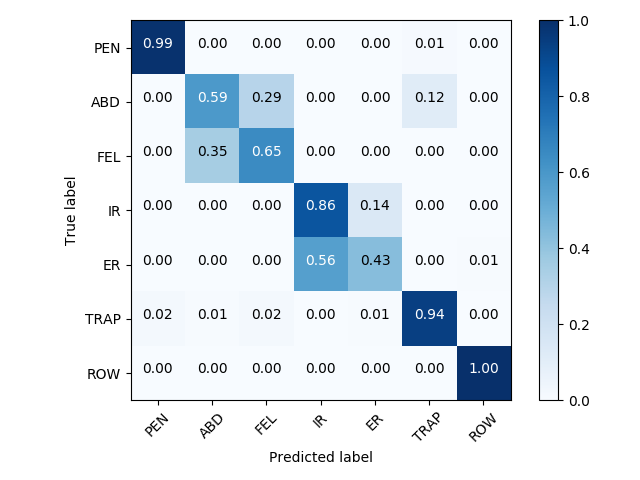 PEN 0.99 0.00 0.00 0.00 0.00 0.01 0.00
ABD 0.00 0.59 0.29 0.00 0.00 0.12 0.00
FEL 0.00 0.35 0.65 0.00 0.00 0.00 0.00
IR 0.00 0.00 0.00 0.86 0.14 0.00 0.00
ER 0.00 0.00 0.00 0.56 0.43 0.00 0.01
TRAP 0.02 0.01 0.02 0.00 0.01 0.94 0.00
ROW 0.00 0.00 0.00 0.00 0.00 0.00 1.00
PEN ABD FEL IR ER TRAP ROW
True label
Predicted label
1.0
0.8
0.6
0.4
0.2
0.0